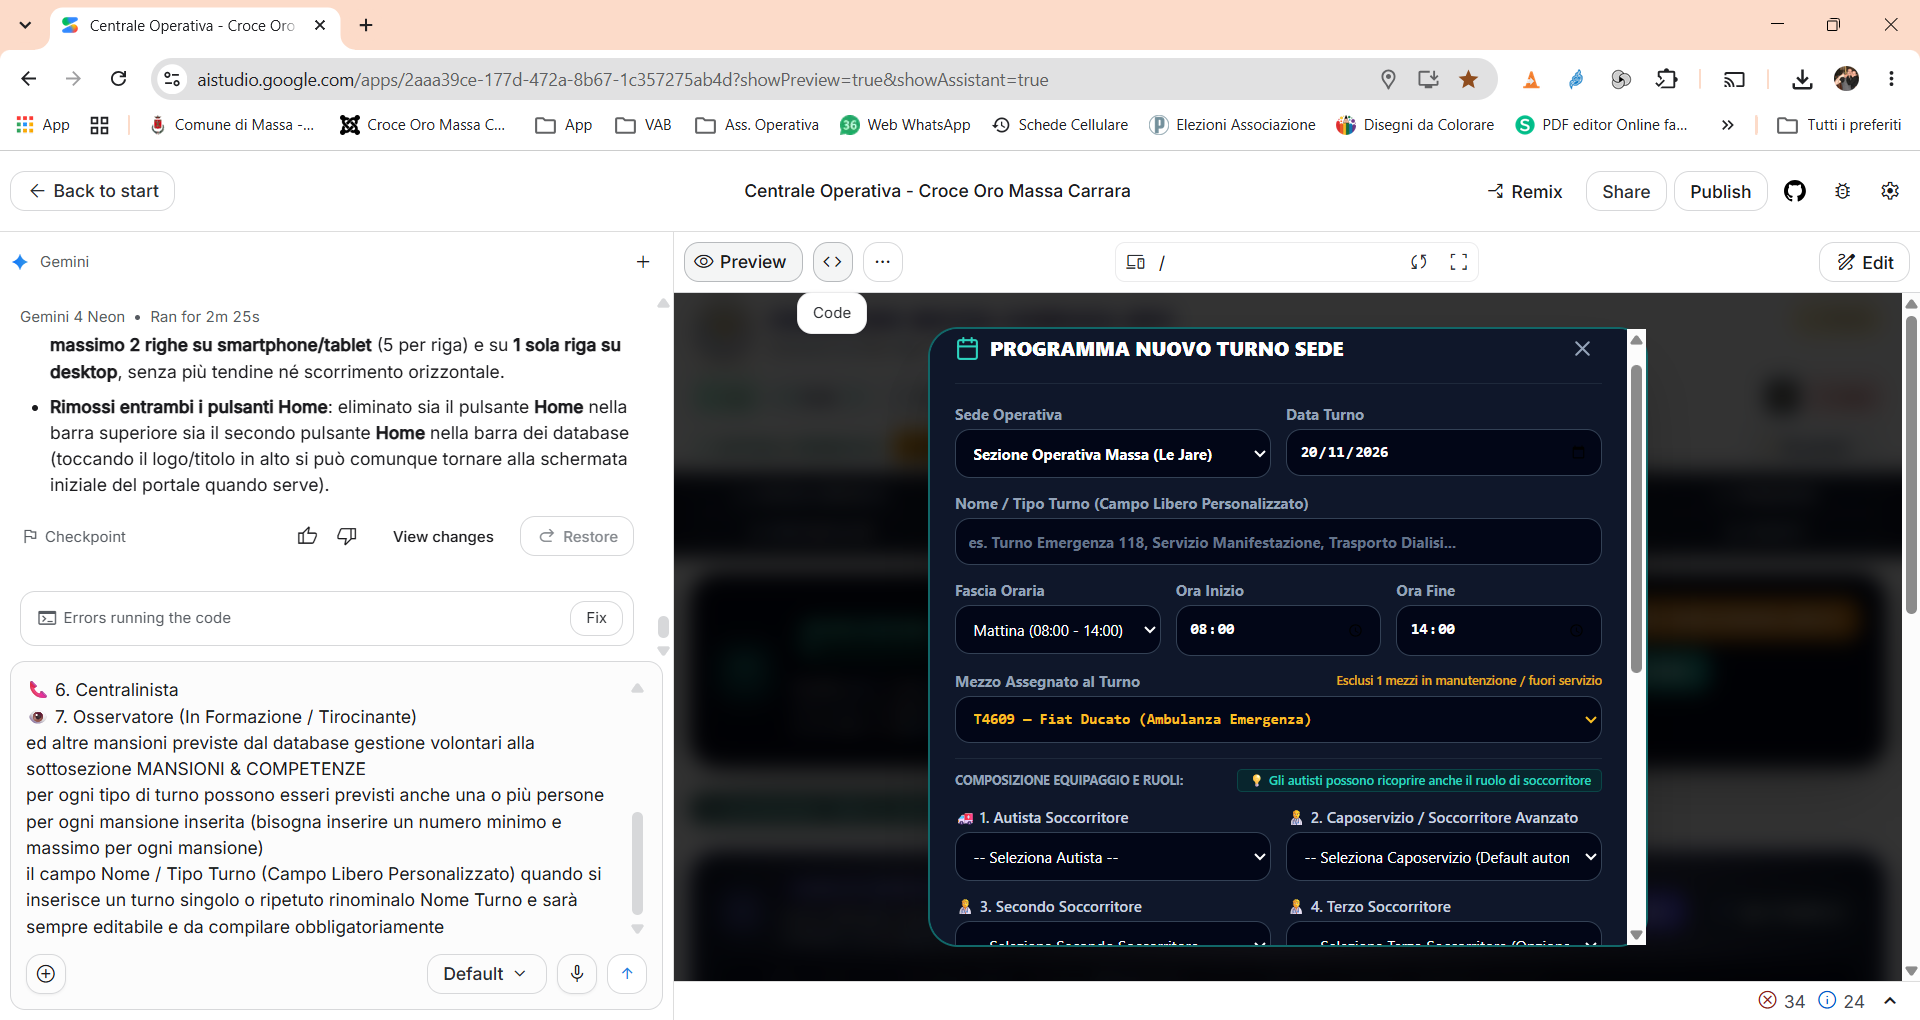 Centrale Operativa - Croce Oro
aistudio.google.com/apps/2aaa39ce-177d-472a-8b67-1c357275ab4d?showPreview=true&showAssistant=true
App
Comune di Massa -...
Croce Oro Massa C...
App
VAB
Ass. Operativa
36
Web WhatsApp
Schede Cellulare
Elezioni Associazione
Disegni da Colorare
PDF editor Online fa...
Tutti i preferiti
Back to start
Centrale Operativa - Croce Oro Massa Carrara
Remix
Share
Publish
Gemini
Preview
/
Edit
Code
Gemini 4 Neon • Ran for 2m 25s
massimo 2 righe su smartphone/tablet (5 per riga) e su 1 sola riga su
desktop, senza più tendine né scorrimento orizzontale.
• Rimossi entrambi i pulsanti Home: eliminato sia il pulsante Home nella
barra superiore sia il secondo pulsante Home nella barra dei database
(toccando il logo/titolo in alto si può comunque tornare alla schermata
iniziale del portale quando serve).
Checkpoint
View changes
Restore
Errors running the code
Fix
📞 6. Centralinista
👁️ 7. Osservatore (In Formazione / Tirocinante)
ed altre mansioni previste dal database gestione volontari alla
sottosezione MANSIONI & COMPETENZE
per ogni tipo di turno possono esseri previsti anche una o più persone
per ogni mansione inserita (bisogna inserire un numero minimo e
massimo per ogni mansione)
il campo Nome / Tipo Turno (Campo Libero Personalizzato) quando si
inserisce un turno singolo o ripetuto rinominalo Nome Turno e sarà
sempre editabile e da compilare obbligatoriamente
Default
PROGRAMMA NUOVO TURNO SEDE
Sede Operativa
Data Turno
Sezione Operativa Massa (Le Jare)
20/11/2026
Nome / Tipo Turno (Campo Libero Personalizzato)
es. Turno Emergenza 118, Servizio Manifestazione, Trasporto Dialisi...
Fascia Oraria
Ora Inizio
Ora Fine
Mattina (08:00 - 14:00)
08:00
14:00
Mezzo Assegnato al Turno
Esclusi 1 mezzi in manutenzione / fuori servizio
T4609 — Fiat Ducato (Ambulanza Emergenza)
COMPOSIZIONE EQUIPAGGIO E RUOLI:
💡 Gli autisti possono ricoprire anche il ruolo di soccorritore
🚑 1. Autista Soccorritore
2. Caposervizio / Soccorritore Avanzato
-- Seleziona Autista --
-- Seleziona Caposervizio (Default auton
3. Secondo Soccorritore
4. Terzo Soccorritore
34
24